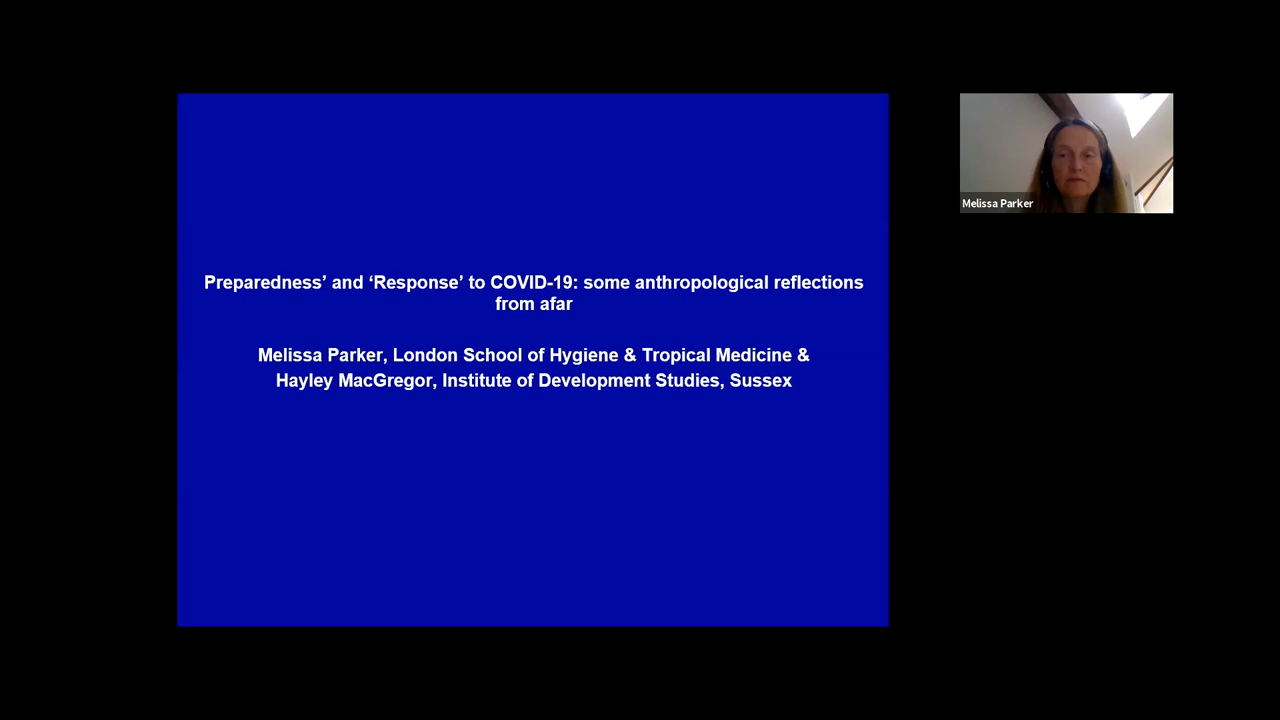 Preparedness’ and ‘Response’ to COVID-19: some anthropological reflections
from afar
Melissa Parker, London School of Hygiene & Tropical Medicine &
Hayley MacGregor, Institute of Development Studies, Sussex
Melissa Parker